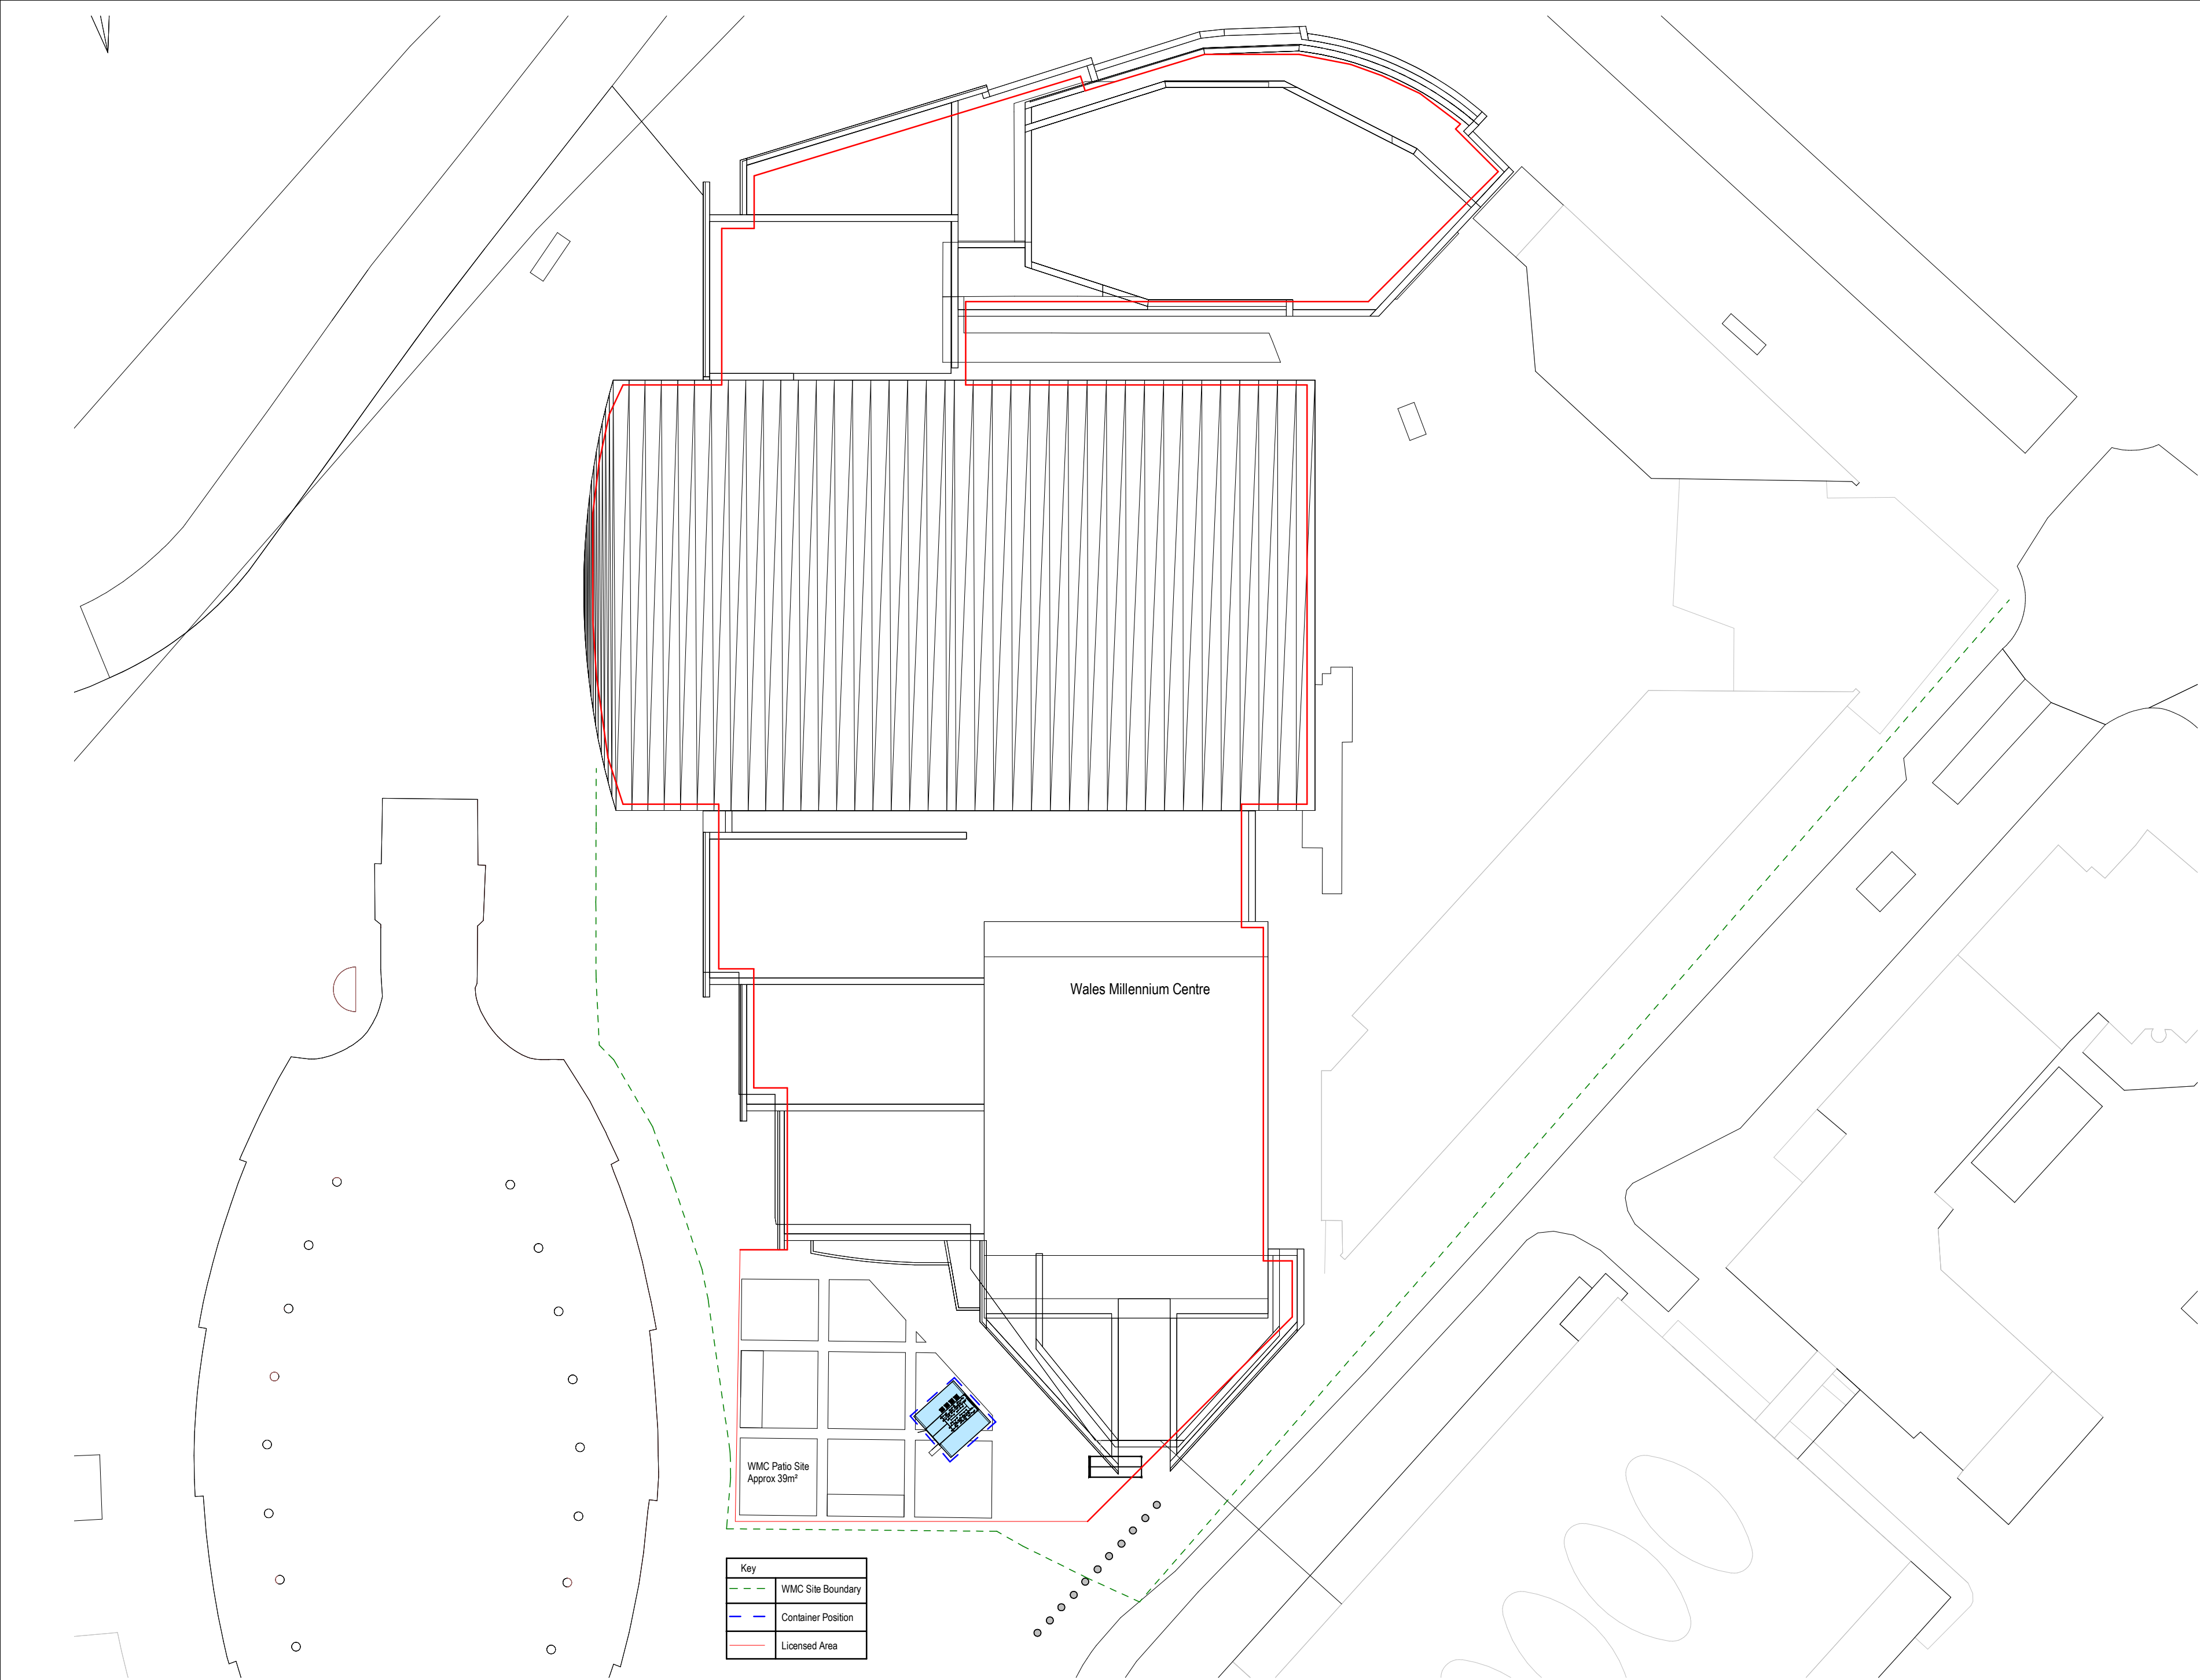 Wales Millennium Centre
WMC Patio Site
Approx 39m²
Key
WMC Site Boundary
Container Position
Licensed Area